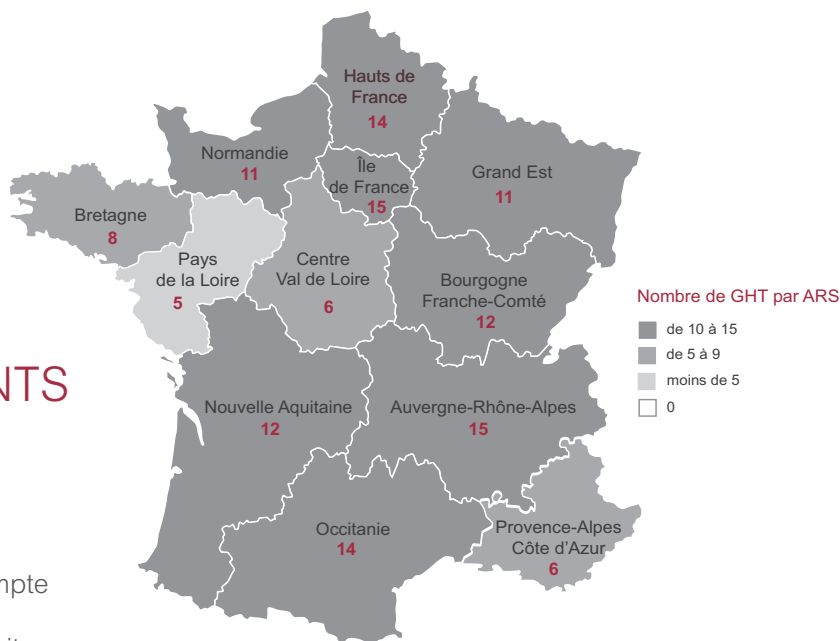 Hauts de
France
14
Normandie
11
Île
de France
15
Grand Est
11
Bretagne
8
Pays
de la Loire
5
Centre
Val de Loire
6
Bourgogne
Franche-Comté
12
Nombre de GHT par ARS
de 10 à 15
de 5 à 9
moins de 5
0
NTS
Nouvelle Aquitaine
12
Auvergne-Rhône-Alpes
15
Occitanie
14
Provence-Alpes
Côte d'Azur
6